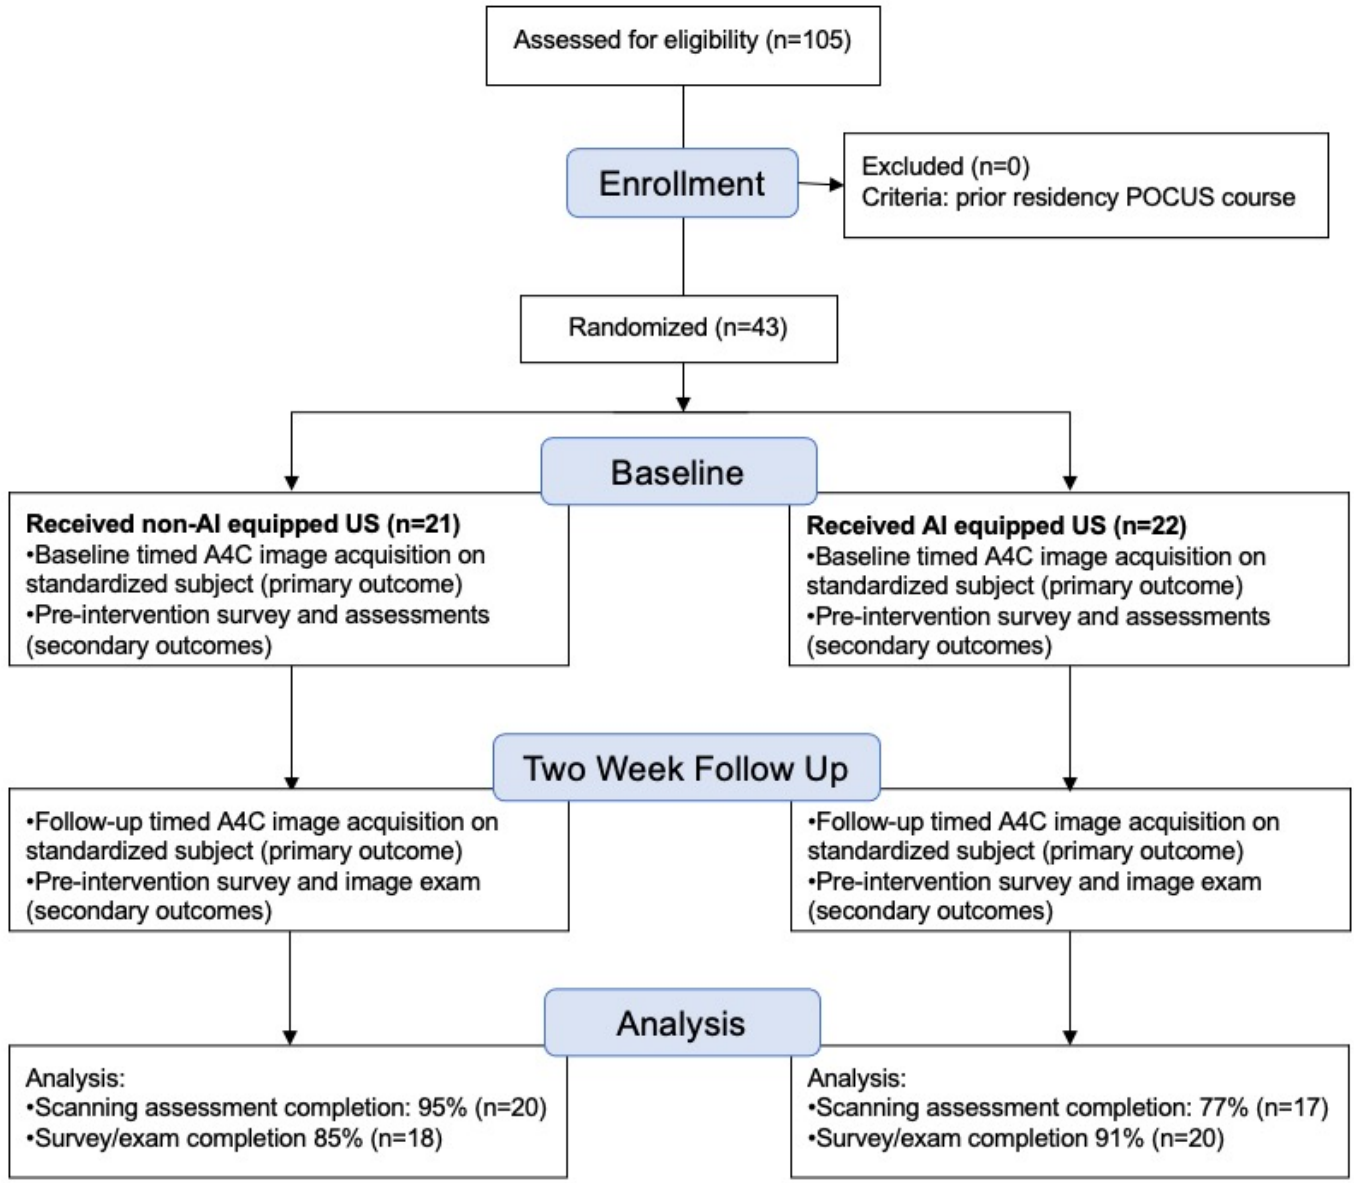 Assessed for eligibility (n=105)
Enrollment
Excluded (n=0)
Criteria: prior residency POCUS course
Randomized (n=43)
Baseline
Received non-AI equipped US (n=21)
•Baseline timed A4C image acquisition on
standardized subject (primary outcome)
•Pre-intervention survey and assessments
(secondary outcomes)
Received AI equipped US (n=22)
•Baseline timed A4C image acquisition on
standardized subject (primary outcome)
•Pre-intervention survey and assessments
(secondary outcomes)
Two Week Follow Up
•Follow-up timed A4C image acquisition on
standardized subject (primary outcome)
•Pre-intervention survey and image exam
(secondary outcomes)
•Follow-up timed A4C image acquisition on
standardized subject (primary outcome)
•Pre-intervention survey and image exam
(secondary outcomes)
Analysis
Analysis:
•Scanning assessment completion: 95% (n=20)
•Survey/exam completion 85% (n=18)
Analysis:
•Scanning assessment completion: 77% (n=17)
•Survey/exam completion 91% (n=20)